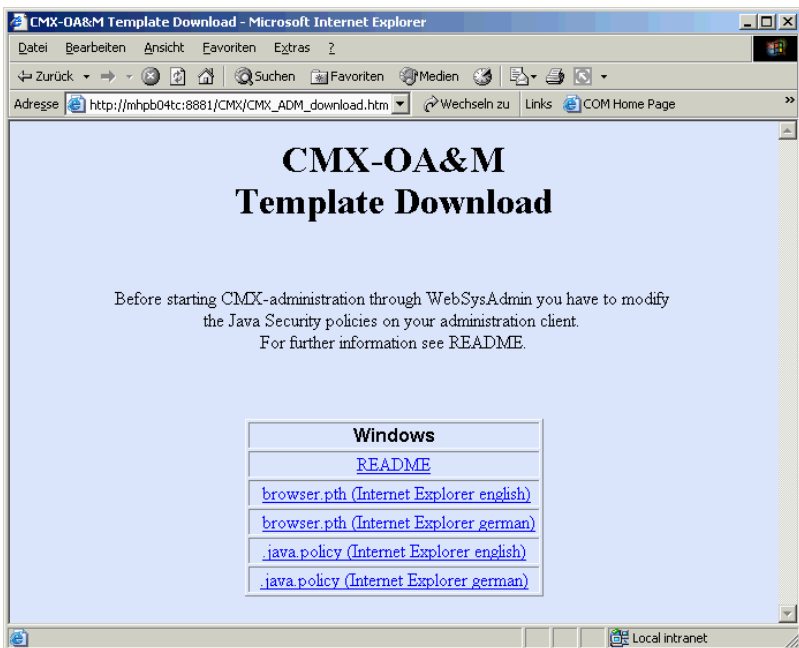 CMX-OA&M Template Download - Microsoft Internet Explorer
Datei Bearbeiten Ansicht Favoriten Extras ?
Zurück Suchen Favoriten Medien
Adresse http://mhpb04tc:8881/CMX/CMX_ADM_download.htm Wechseln zu Links COM Home Page »
CMX-OA&M
Template Download
Before starting CMX-administration through WebSysAdmin you have to modify
the Java Security policies on your administration client.
For further information see README.
Windows
README
browser.pth (Internet Explorer english)
browser.pth (Internet Explorer german)
.java.policy (Internet Explorer english)
.java.policy (Internet Explorer german)
Local intranet